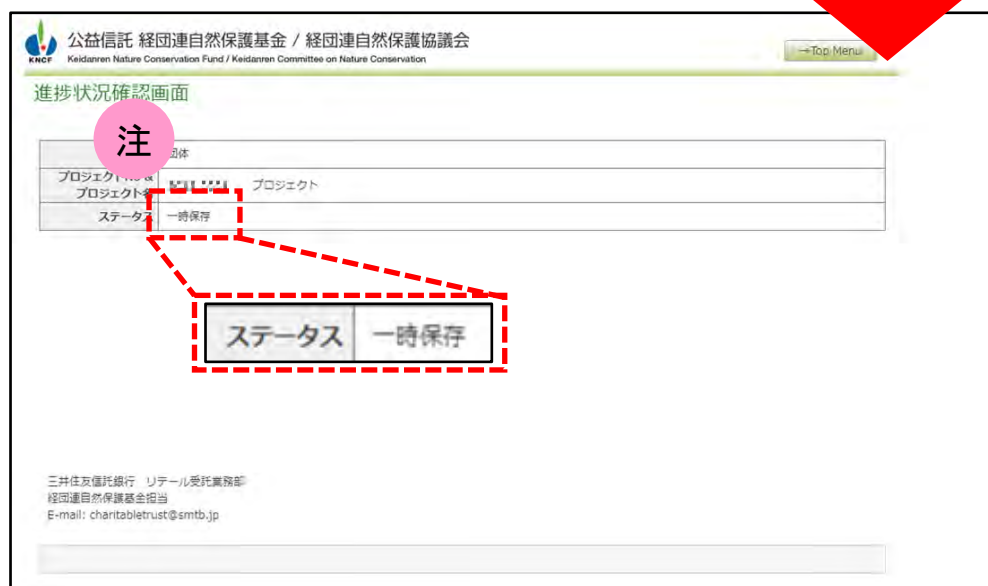 公益信託 経団連自然保護基金 / 経団連自然保護協議会
KNCF Keidanren Nature Conservation Fund / Keidanren Committee on Nature Conservation
→Top Menu
進捗状況確認画面
注
団体
プロジェクト &
プロジェクト名 プロジェクト
ステータス 一時保存
ステータス 一時保存
三井住友信託銀行 リテール受託業務部
経団連自然保護基金担当
E-mail: charitabletrust@smtb.jp